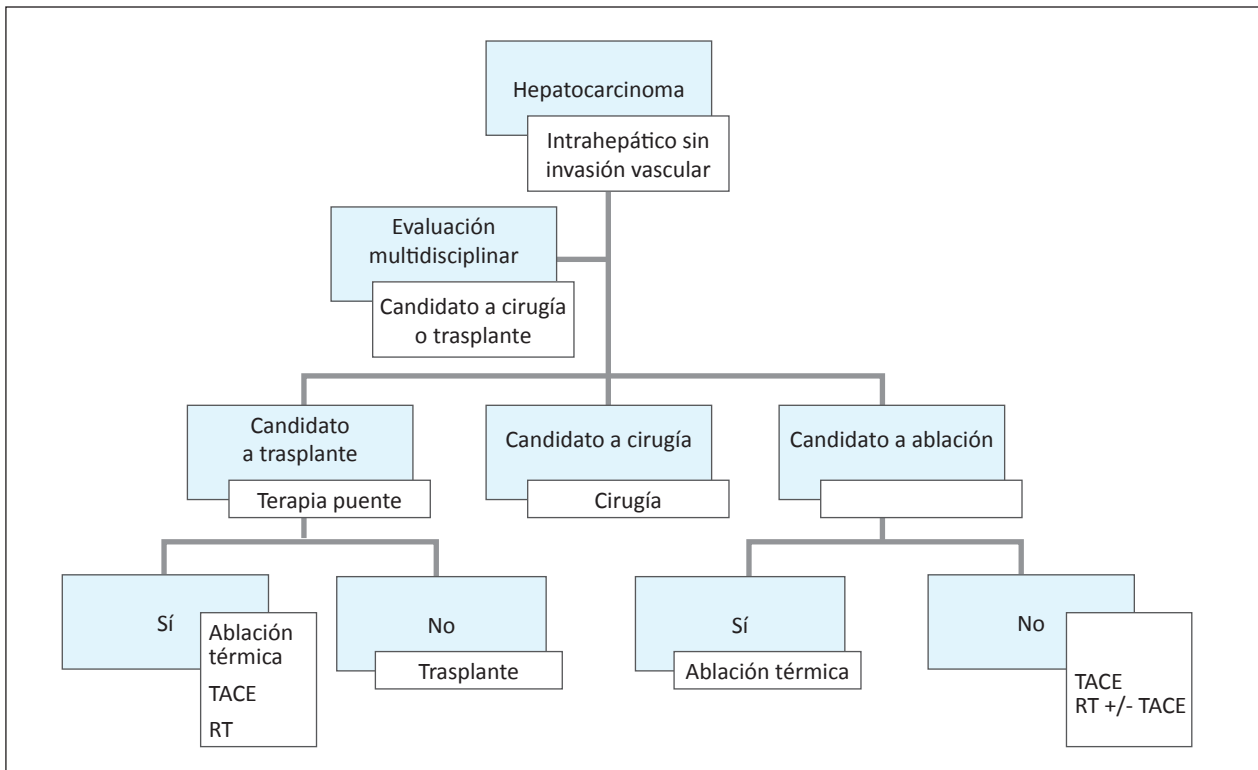 Hepatocarcinoma
Intrahepático sin
invasión vascular
Evaluación
multidisciplinar
Candidato a cirugía
o trasplante
Candidato
a trasplante
Terapia puente
Candidato a cirugía
Cirugía
Candidato a ablación
Sí
Ablación
térmica
TACE
RT
No
Trasplante
Sí
Ablación térmica
No
TACE
RT +/- TACE